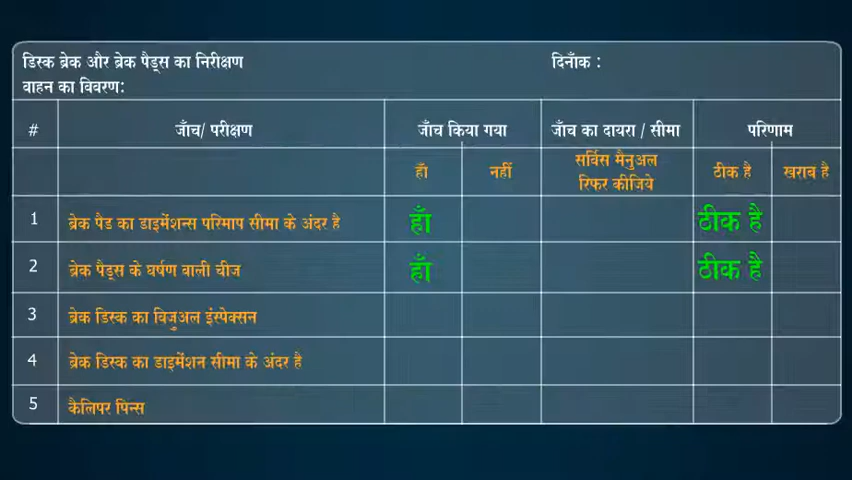 डिस्क ब्रेक और ब्रेक पैड्स का निरीक्षण दिनाँक :
वाहन का विवरण:
# जाँच/ परीक्षण जाँच किया गया जाँच का दायरा / सीमा परिणाम
हाँ नहीं सर्विस मैनुअल रिफर कीजिये ठीक है खराब है
1 ब्रेक पैड का डाइमेंशन्स परिमाप सीमा के अंदर है हाँ ठीक है
2 ब्रेक पैड्स के घर्षण वाली चीज हाँ ठीक है
3 ब्रेक डिस्क का विजुअल इंस्पेक्सन
4 ब्रेक डिस्क का डाइमेंशन सीमा के अंदर है
5 कैलिपर पिन्स